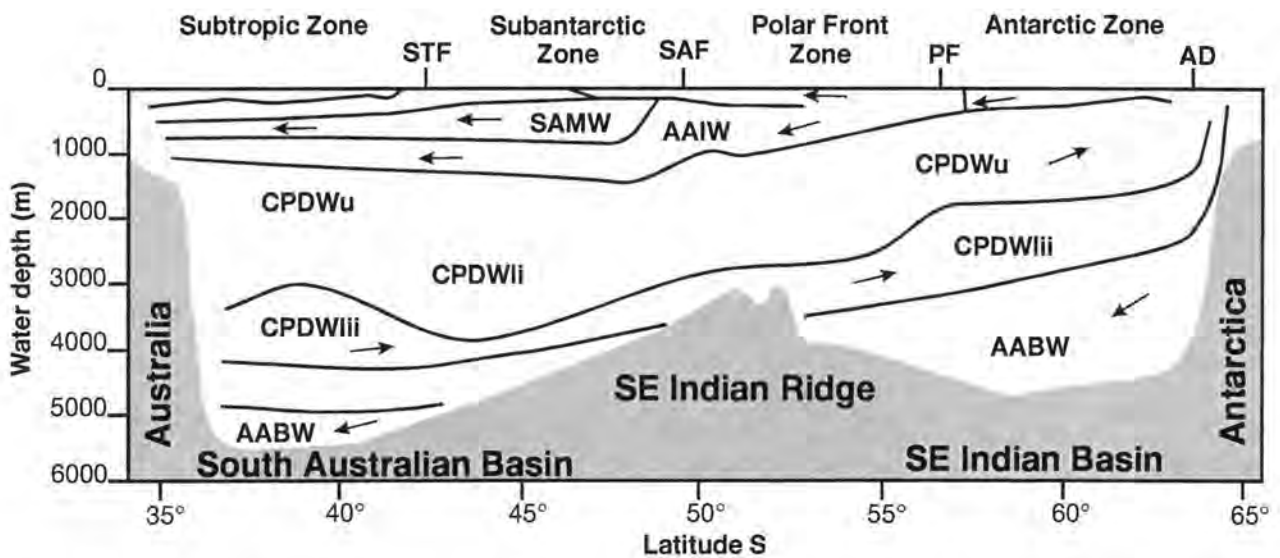 Subtropic Zone
Subantarctic
Zone
Polar Front
Zone
Antarctic Zone
STF
SAF
PF
AD
0
1000
2000
3000
4000
5000
6000
Water depth (m)
SAMW
AAIW
CPDWu
CPDWu
CPDWli
CPDWlii
CPDWlii
AABW
AABW
Australia
Antarctica
SE Indian Ridge
South Australian Basin
SE Indian Basin
35°
40°
45°
50°
55°
60°
65°
Latitude S